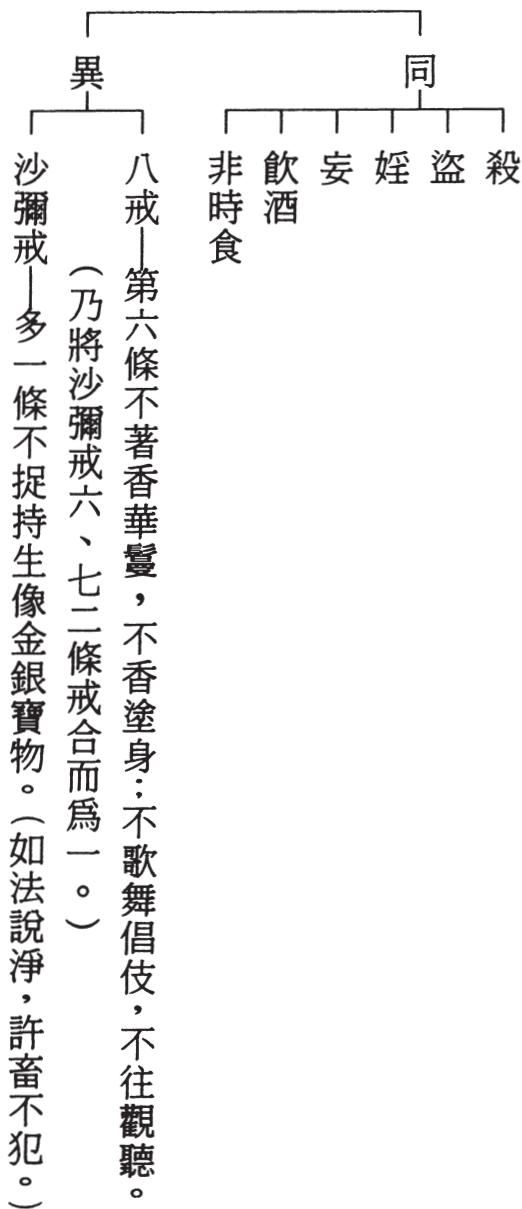 同
殺
盜
婬
妄
飲酒
非時食
異
八戒—第六條不著香華鬘，不香塗身；不歌舞倡伎，不往觀聽。
（乃將沙彌戒六、七二條戒合而爲一。）
沙彌戒—多一條不捉持生像金銀寶物。（如法說淨，許畜不犯。）